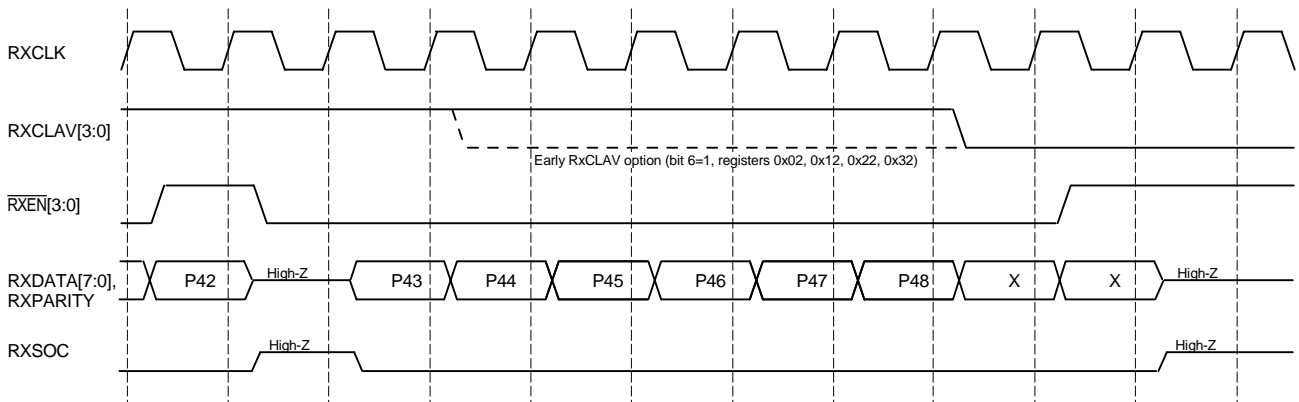 RXCLK
RXCLAV[3:0]
Early RxCLAV option (bit 6=1, registers 0x02, 0x12, 0x22, 0x32)
RXEN[3:0]
RXDATA[7:0],
RXPARITY
P42
High-Z
P43
P44
P45
P46
P47
P48
X
X
High-Z
RXSOC
High-Z
High-Z